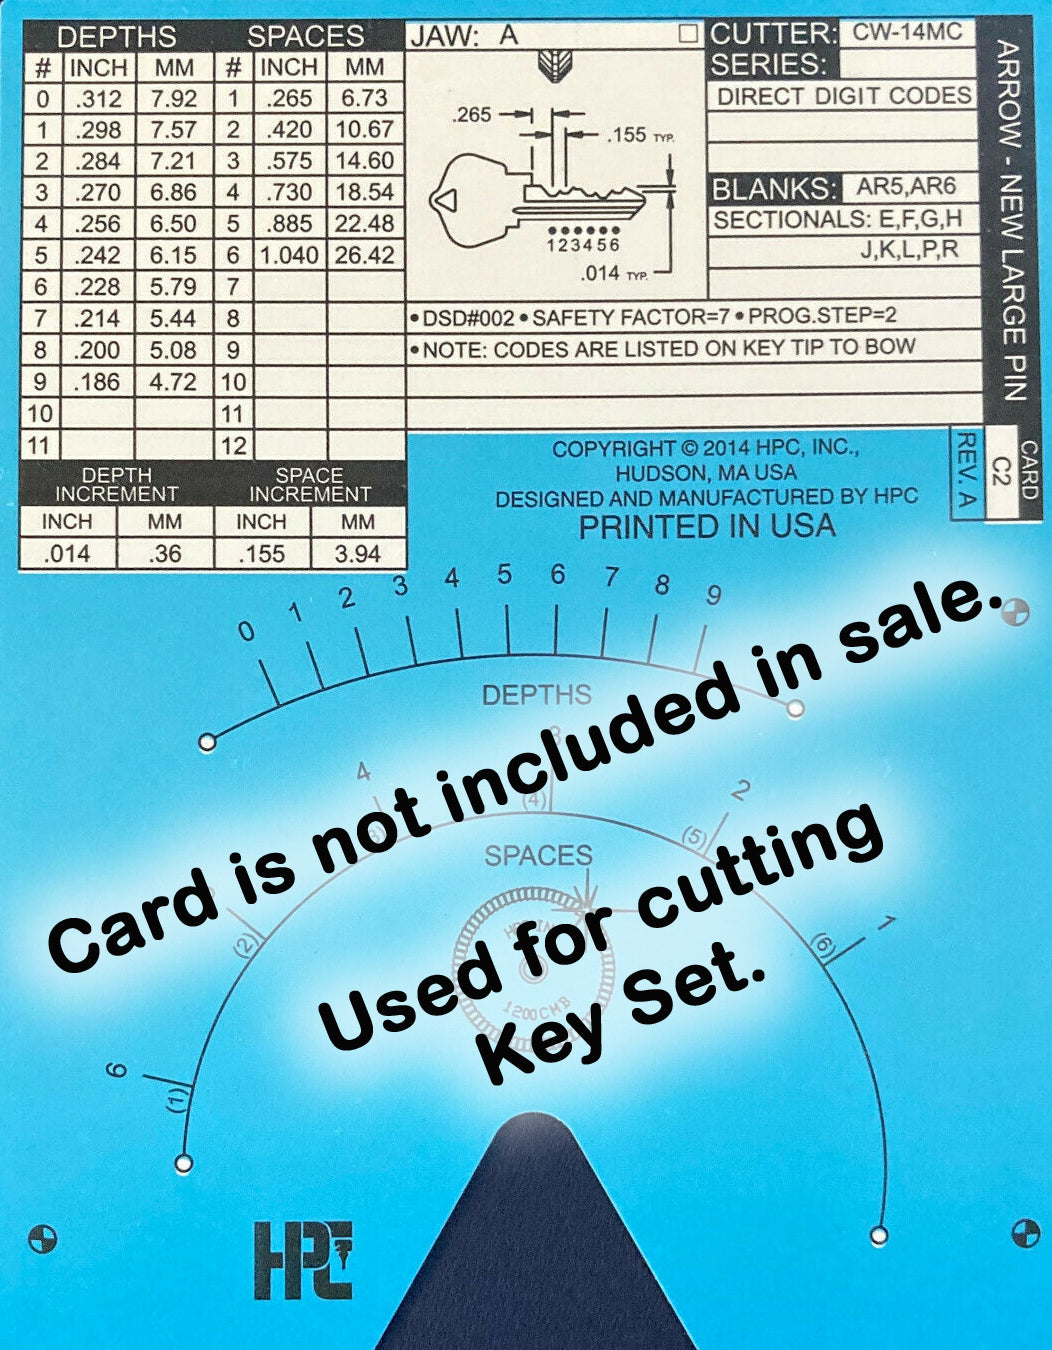 DEPTHS SPACES JAW: A CUTTER: CW-14MC
# INCH MM # INCH MM SERIES:
0 .312 7.92 1 .265 6.73 DIRECT DIGIT CODES
1 .298 7.57 2 .420 10.67
2 .284 7.21 3 .575 14.60
3 .270 6.86 4 .730 18.54 BLANKS: AR5,AR6
4 .256 6.50 5 .885 22.48 SECTIONALS: E,F,G,H
5 .242 6.15 6 1.040 26.42 J,K,L,P,R
6 .228 5.79 7
7 .214 5.44 8
8 .200 5.08 9
9 .186 4.72 10
10 11
11 12
.265
.155 TYP.
123456
.014 TYP.
•DSD#002 •SAFETY FACTOR=7 •PROG.STEP=2
•NOTE: CODES ARE LISTED ON KEY TIP TO BOW
ARROW - NEW LARGE PIN
CARD
C2
REV. A
DEPTH SPACE
INCREMENT INCREMENT
INCH MM INCH MM
.014 .36 .155 3.94
COPYRIGHT © 2014 HPC, INC.,
HUDSON, MA USA
DESIGNED AND MANUFACTURED BY HPC
PRINTED IN USA
0 1 2 3 4 5 6 7 8 9
DEPTHS
Card is not included in sale.
6 4 3 2 1
(1) (2) (3) (4) (5) (6)
SPACES
1200CMB
Used for cutting
Key Set.
HPC